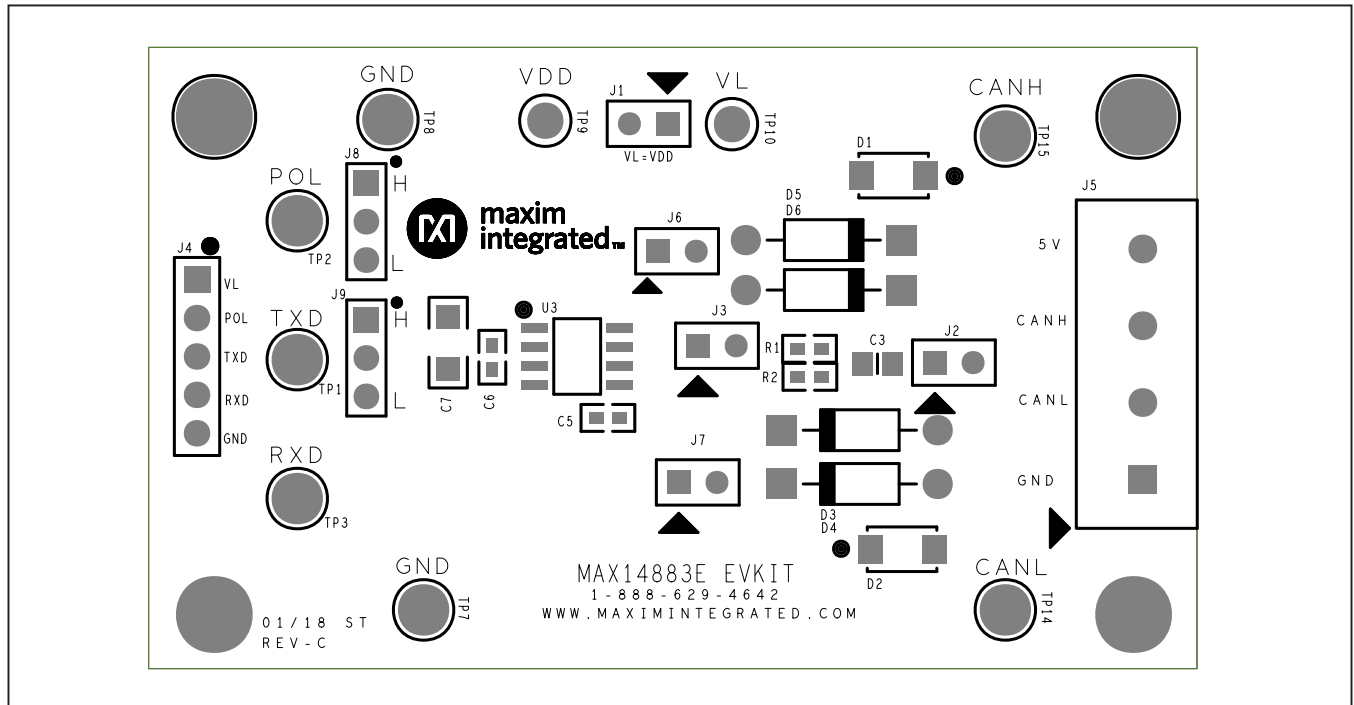 GND
TP8
VDD
TP9
J1
VL=VDD
VL
TP10
CANH
TP15
D1
J8
H
L
POL
TP2
maxim
integrated™
J6
D5
D6
J5
5V
CANH
CANL
GND
J4
VL
POL
TXD
RXD
GND
J9
H
L
TXD
TP1
C7
C6
U3
C5
J3
R1
R2
C3
J2
J7
D3
D4
D2
RXD
TP3
GND
TP7
MAX14883E EVKIT
1-888-629-4642
WWW.MAXIMINTEGRATED.COM
CANL
TP14
01/18 ST
REV-C